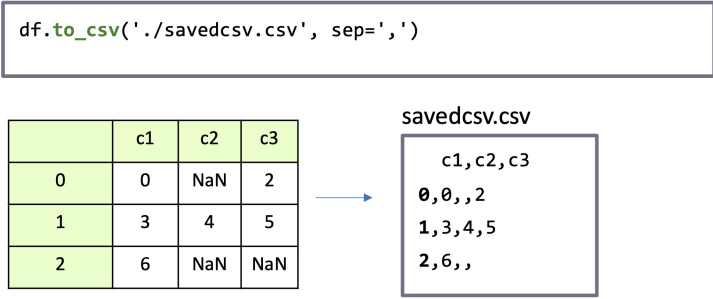 df.to_csv('./savedcsv.csv', sep=',')
savedcsv.csv
c1 c2 c3
0 0 NaN 2
1 3 4 5
2 6 NaN NaN
c1,c2,c3
0,0,,2
1,3,4,5
2,6,,